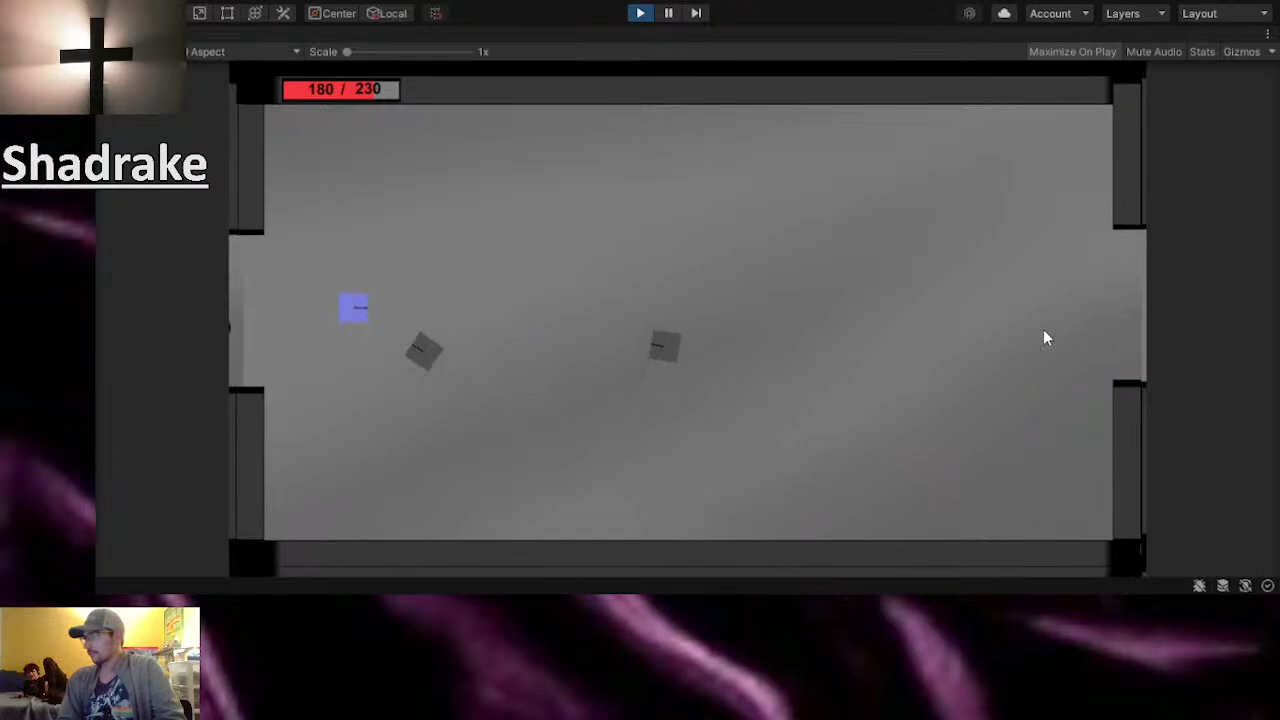 Center Local Account Layers Layout
Aspect Scale 1x Maximize On Play Mute Audio Stats Gizmos
180 / 230
Shadrake